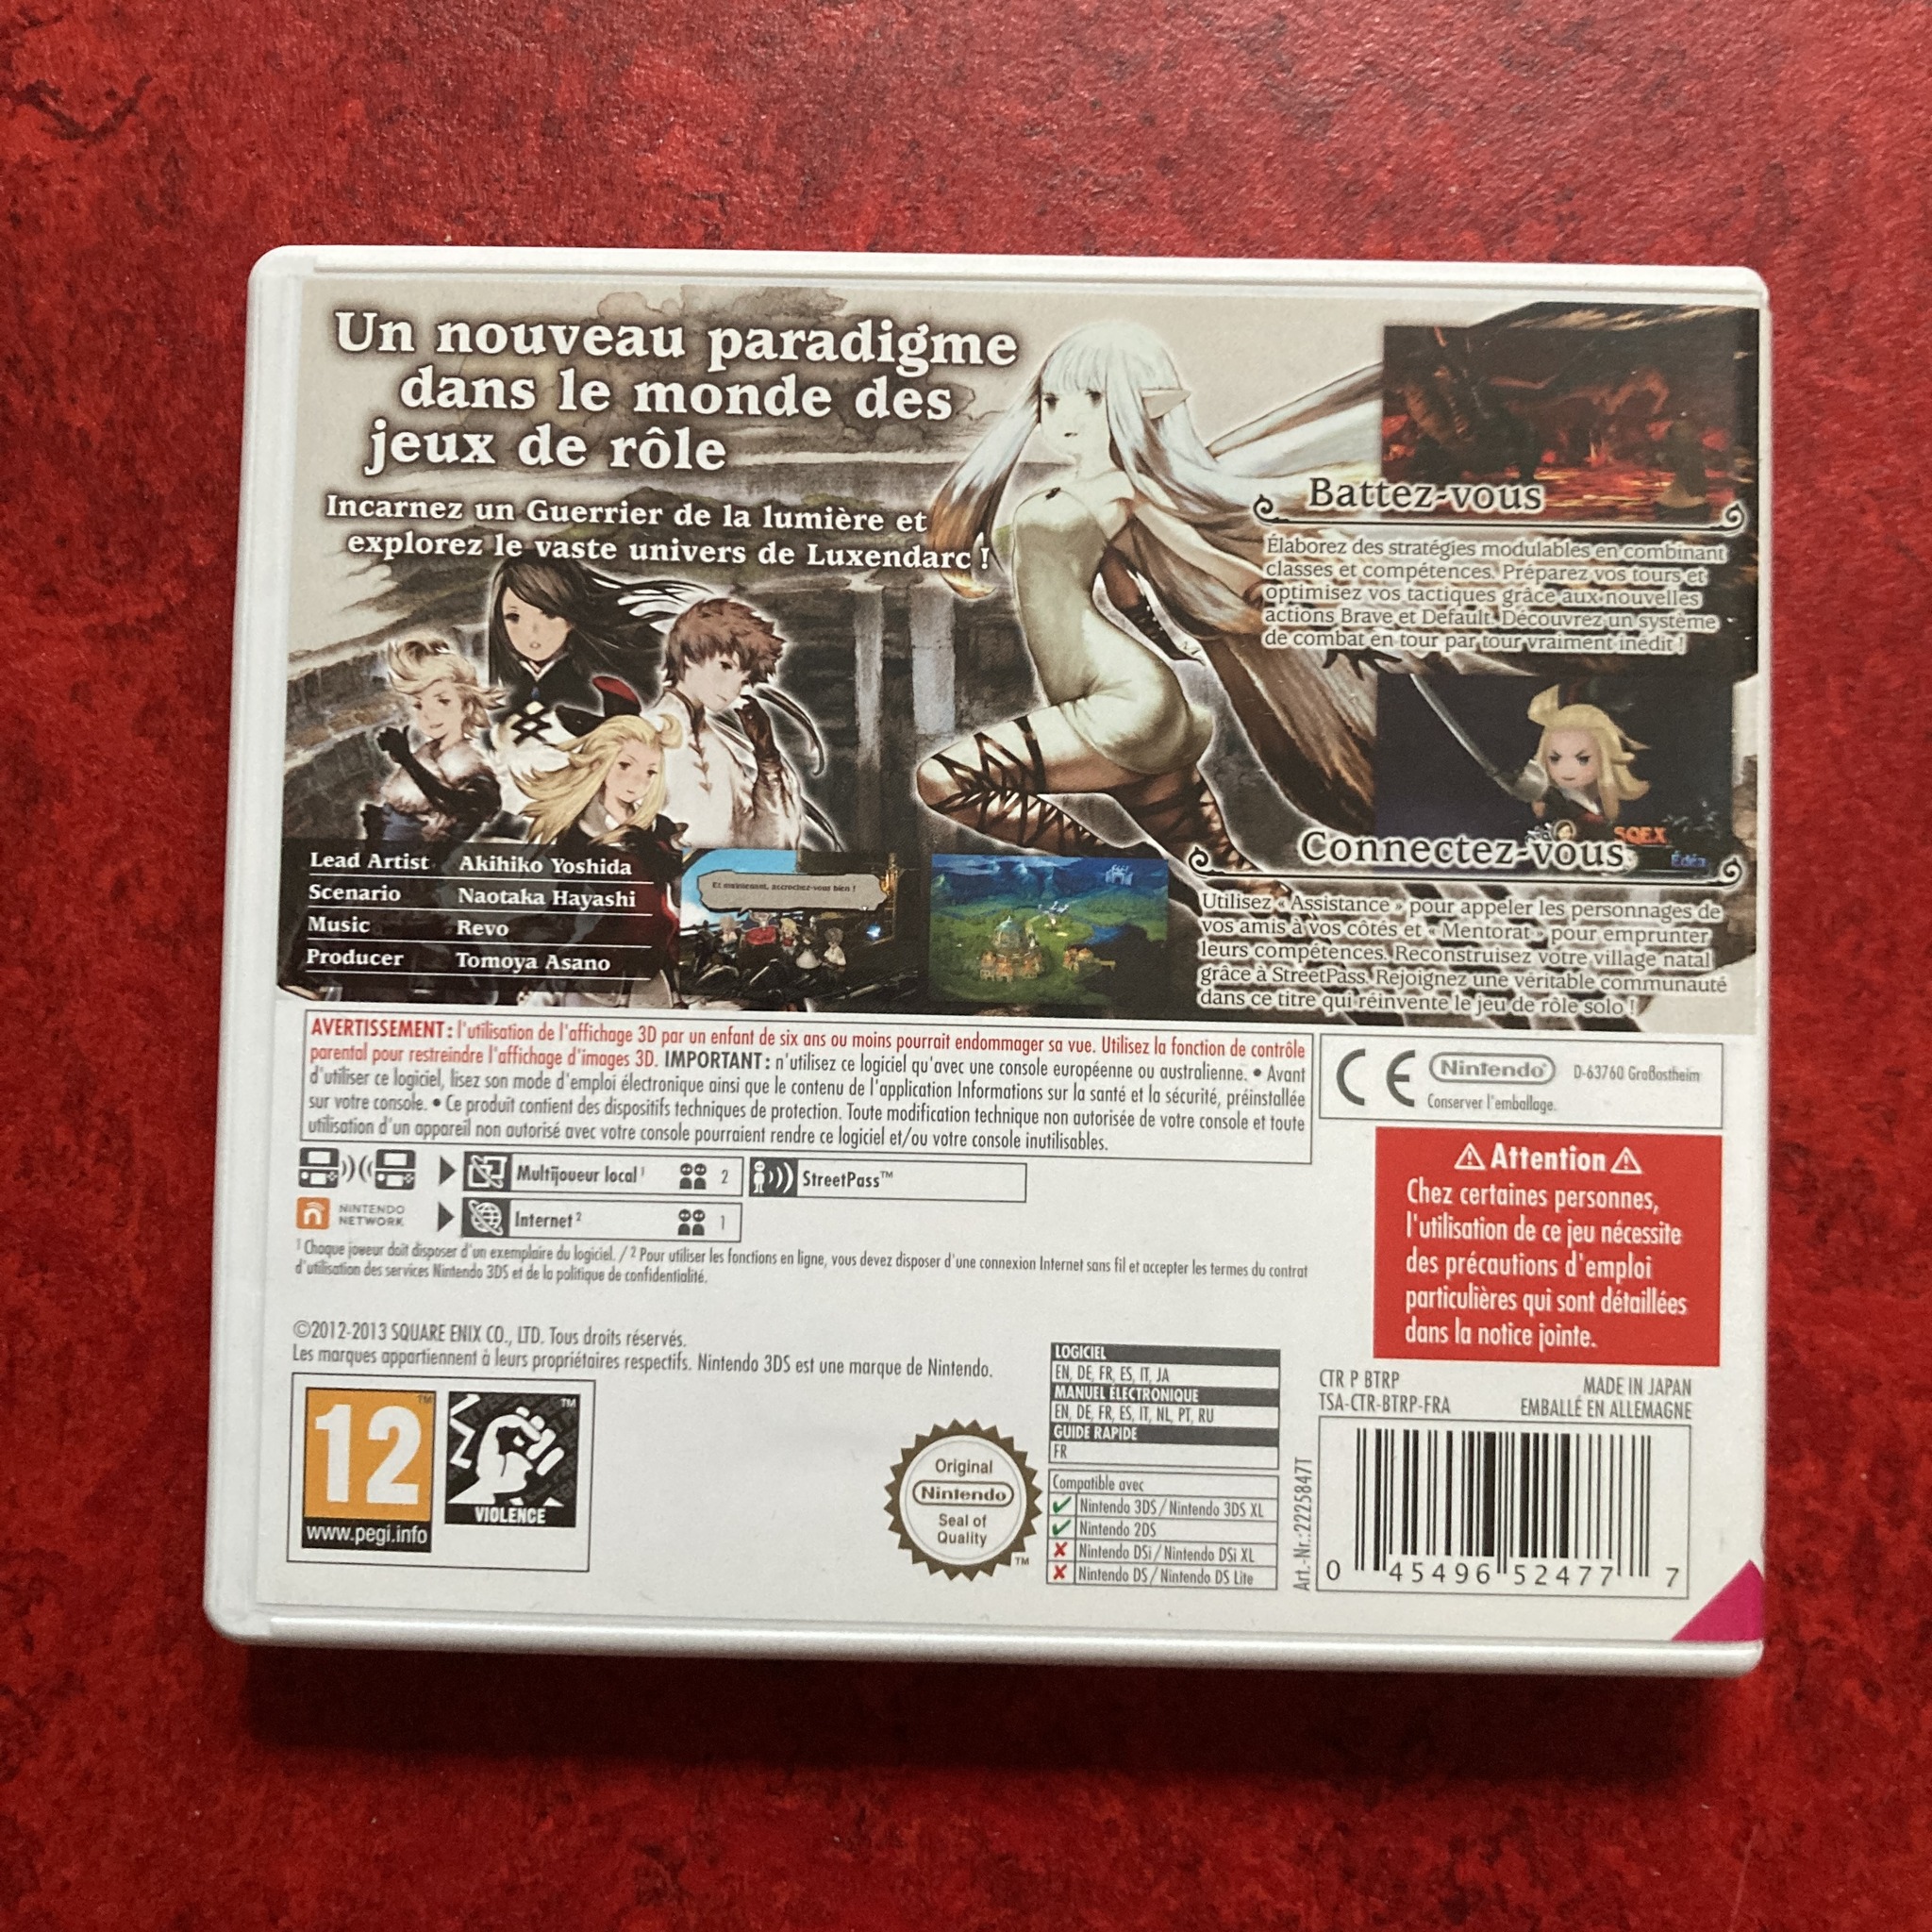 Un nouveau paradigme
dans le monde des
jeux de rôle
Incarnez un Guerrier de la lumière et
explorez le vaste univers de Luxendarc !
Battez-vous
Élaborez des stratégies modulables en combinant
classes et compétences. Préparez vos tours et
optimisez vos tactiques grâce aux nouvelles
actions Brave et Default. Découvrez un système
de combat en tour par tour vraiment inédit !
SQEX
Édéa
Connectez-vous
Utilisez « Assistance » pour appeler les personnages de
vos amis à vos côtés et « Mentorat » pour emprunter
leurs compétences. Reconstruisez votre village natal
grâce à StreetPass. Rejoignez une véritable communauté
dans ce titre qui réinvente le jeu de rôle solo !
Lead Artist Akihiko Yoshida
Scenario Naotaka Hayashi
Music Revo
Producer Tomoya Asano
Et maintenant, accrochez-vous bien !
AVERTISSEMENT : l'utilisation de l'affichage 3D par un enfant de six ans ou moins pourrait endommager sa vue. Utilisez la fonction de contrôle
parental pour restreindre l'affichage d'images 3D. IMPORTANT : n'utilisez ce logiciel qu'avec une console européenne ou australienne. • Avant
d'utiliser ce logiciel, lisez son mode d'emploi électronique ainsi que le contenu de l'application Informations sur la santé et la sécurité, préinstallée
sur votre console. • Ce produit contient des dispositifs techniques de protection. Toute modification technique non autorisée de votre console et toute
utilisation d'un appareil non autorisé avec votre console pourraient rendre ce logiciel et/ou votre console inutilisables.
CE Nintendo® D-63760 Großostheim
Conserver l'emballage.
⚠ Attention ⚠
Chez certaines personnes,
l'utilisation de ce jeu nécessite
des précautions d'emploi
particulières qui sont détaillées
dans la notice jointe.
Multijoueur local¹ 2 StreetPass™
NINTENDO
NETWORK
Internet² 1
¹ Chaque joueur doit disposer d'un exemplaire du logiciel. / ² Pour utiliser les fonctions en ligne, vous devez disposer d'une connexion Internet sans fil et accepter les termes du contrat
d'utilisation des services Nintendo 3DS et de la politique de confidentialité.
©2012-2013 SQUARE ENIX CO., LTD. Tous droits réservés.
Les marques appartiennent à leurs propriétaires respectifs. Nintendo 3DS est une marque de Nintendo.
12™
www.pegi.info
™
VIOLENCE
Original
Nintendo®
Seal of
Quality
™
LOGICIEL
EN, DE, FR, ES, IT, JA
MANUEL ÉLECTRONIQUE
EN, DE, FR, ES, IT, NL, PT, RU
GUIDE RAPIDE
FR
Compatible avec
✓ Nintendo 3DS / Nintendo 3DS XL
✓ Nintendo 2DS
✗ Nintendo DSi / Nintendo DSi XL
✗ Nintendo DS / Nintendo DS Lite
Art.-Nr.:2225847T
CTR P BTRP
TSA-CTR-BTRP-FRA
MADE IN JAPAN
EMBALLÉ EN ALLEMAGNE
0 45496 52477 7